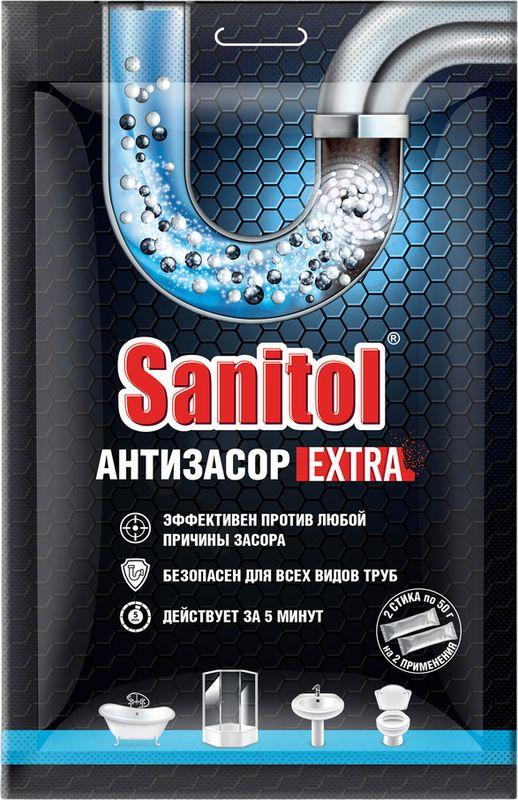 Sanitol®
АНТИЗАСОР EXTRA
ЭФФЕКТИВЕН ПРОТИВ ЛЮБОЙ
ПРИЧИНЫ ЗАСОРА
БЕЗОПАСЕН ДЛЯ ВСЕХ ВИДОВ ТРУБ
5
ДЕЙСТВУЕТ ЗА 5 МИНУТ
2 СТИКА по 50 г
на 2 ПРИМЕНЕНИЯ